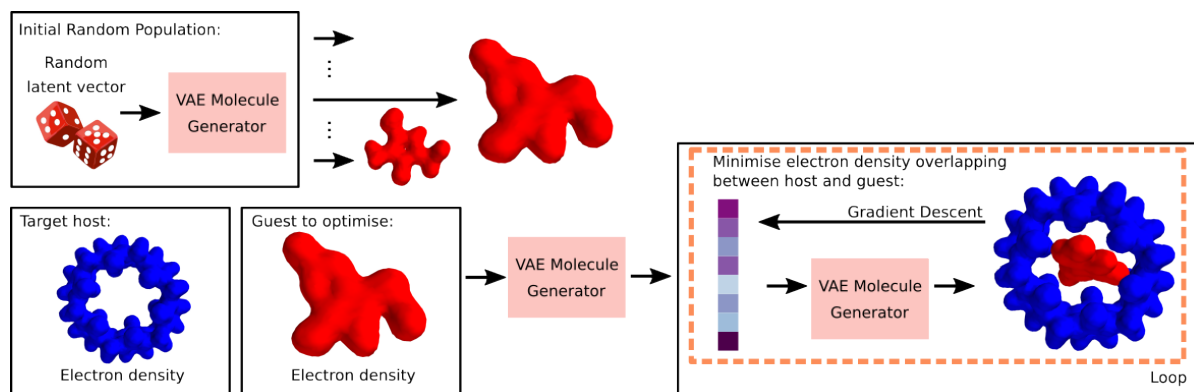 Initial Random Population:
Random
latent vector
VAE Molecule
Generator
Target host:
Electron density
Guest to optimise:
Electron density
VAE Molecule
Generator
Minimise electron density overlapping
between host and guest:
Gradient Descent
VAE Molecule
Generator
Loop